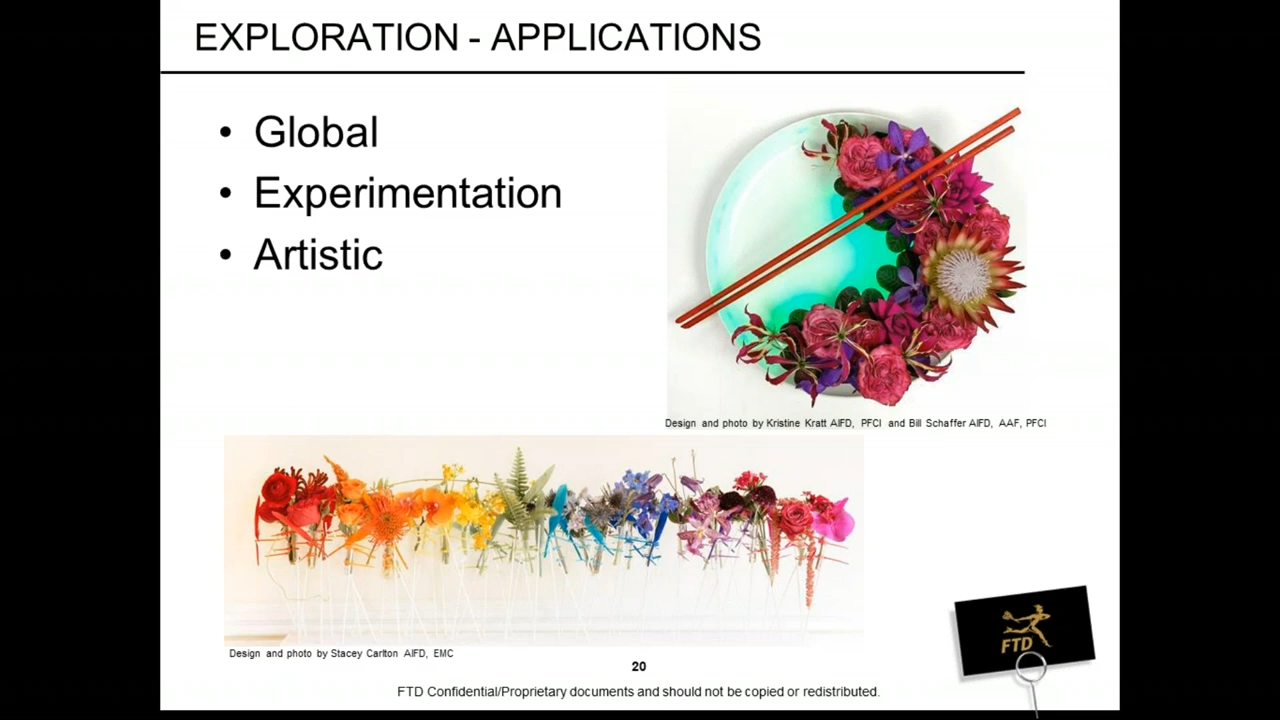 EXPLORATION - APPLICATIONS
• Global
• Experimentation
• Artistic
Design and photo by Kristine Kratt AIFD, PFCI and Bill Schaffer AIFD, AAF, PFCI
Design and photo by Stacey Carlton AIFD, EMC
20
FTD
FTD Confidential/Proprietary documents and should not be copied or redistributed.